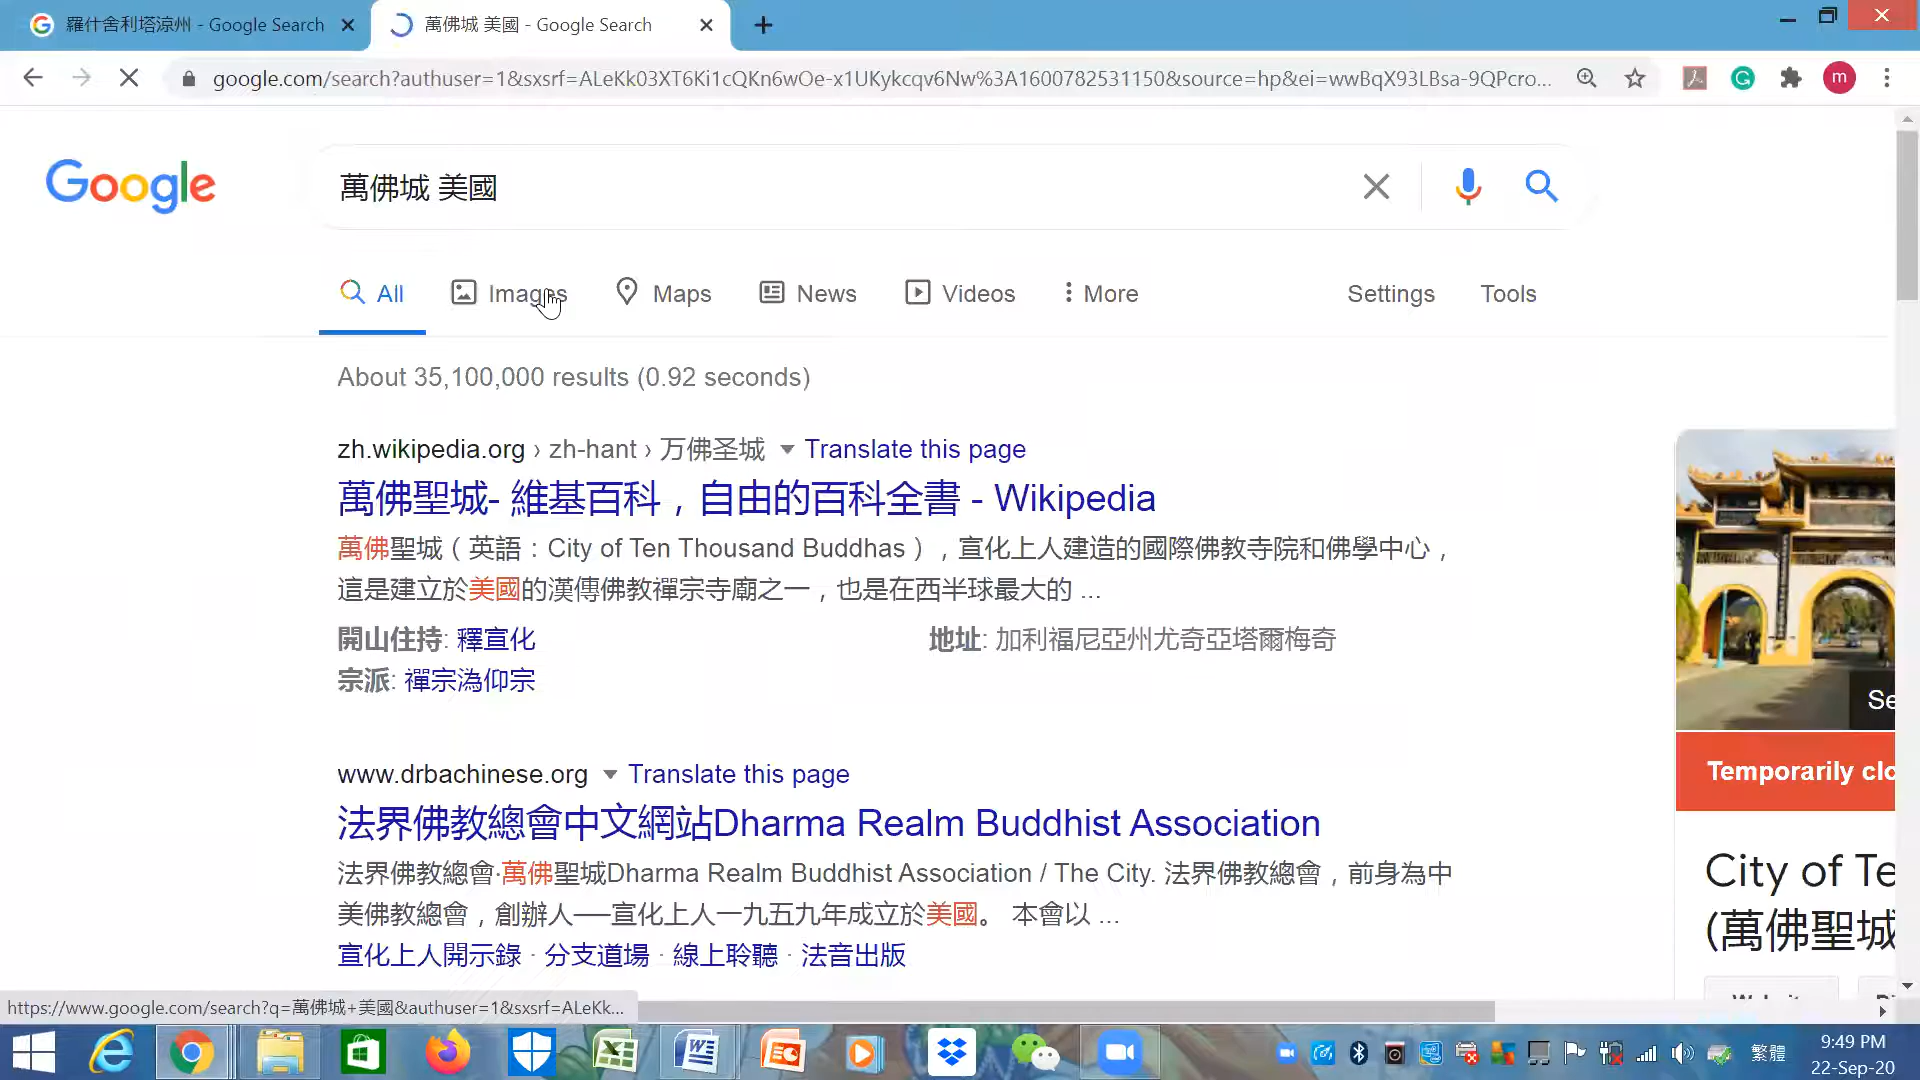 羅什舍利塔涼州 - Google Search
萬佛城 美國 - Google Search
google.com/search?authuser=1&sxsrf=ALeKk03XT6Ki1cQKn6wOe-x1UKykcqv6Nw%3A1600782531150&source=hp&ei=wwBqX93LBsa-9QPcro...
m
Google
萬佛城 美國
All
Images
Maps
News
Videos
More
Settings
Tools
About 35,100,000 results (0.92 seconds)
zh.wikipedia.org › zh-hant › 万佛圣城 Translate this page
萬佛聖城- 維基百科，自由的百科全書 - Wikipedia
萬佛聖城（英語：City of Ten Thousand Buddhas），宣化上人建造的國際佛教寺院和佛學中心，
這是建立於美國的漢傳佛教禪宗寺廟之一，也是在西半球最大的 ...
開山住持: 釋宣化
地址: 加利福尼亞州尤奇亞塔爾梅奇
宗派: 禪宗溈仰宗
www.drbachinese.org Translate this page
法界佛教總會中文網站Dharma Realm Buddhist Association
法界佛教總會·萬佛聖城Dharma Realm Buddhist Association / The City. 法界佛教總會，前身為中
美佛教總會，創辦人──宣化上人一九五九年成立於美國。 本會以 ...
宣化上人開示錄 · 分支道場 · 線上聆聽 · 法音出版
Se
Temporarily clo
City of Te
(萬佛聖城
https://www.google.com/search?q=萬佛城+美國&authuser=1&sxsrf=ALeKk...
繁體
9:49 PM
22-Sep-20